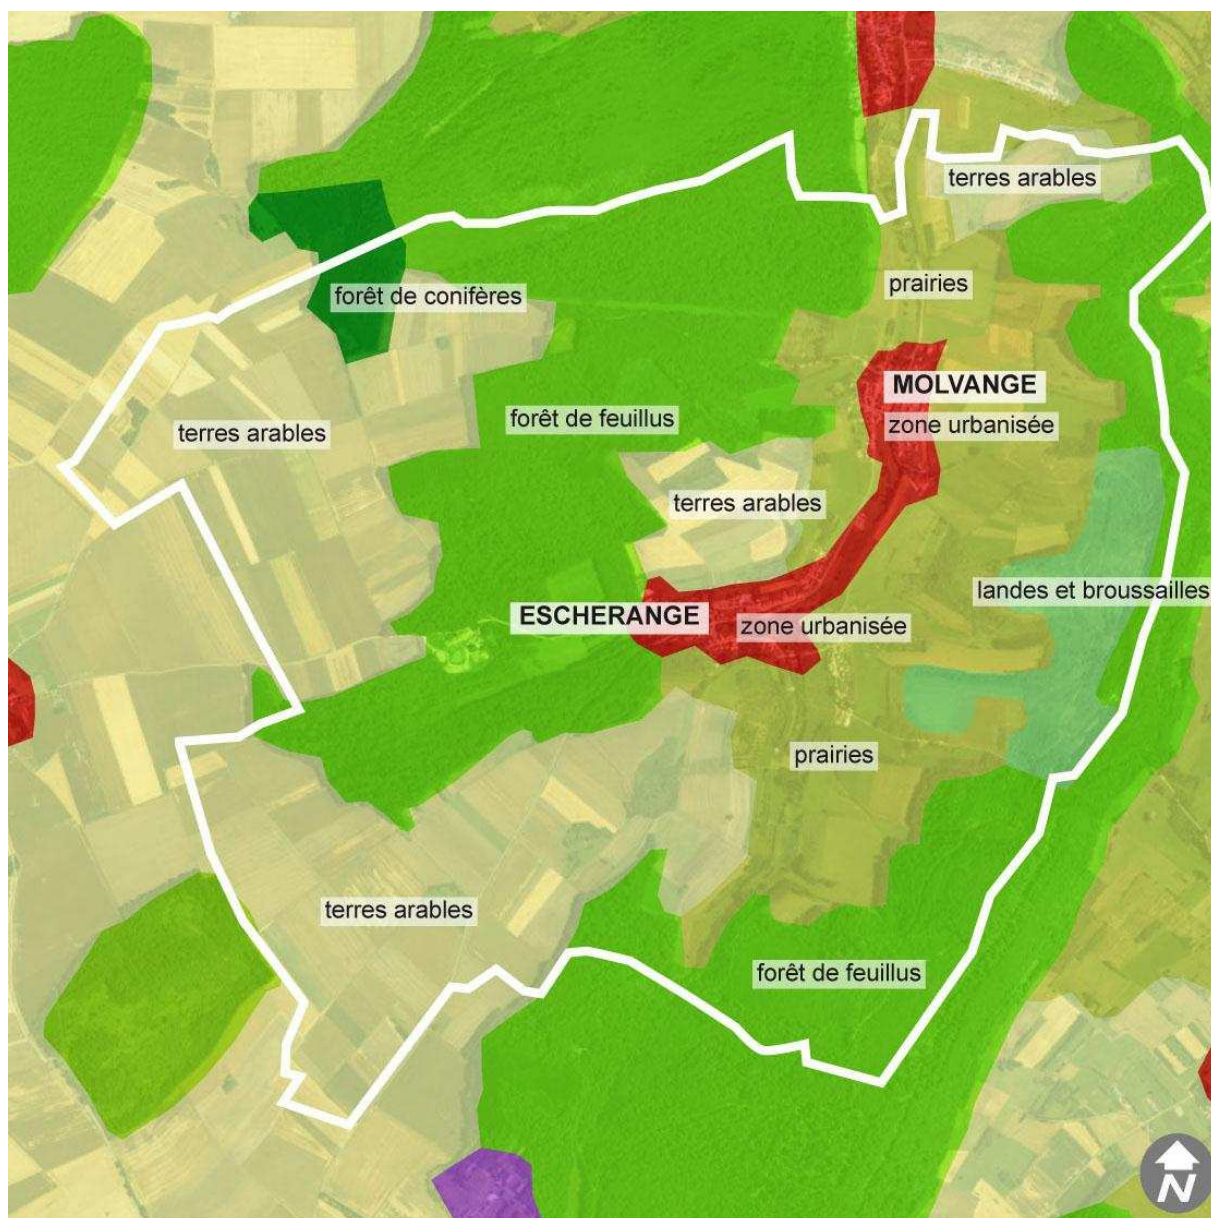 terres arables
prairies
forêt de conifères
MOLVANGE
zone urbanisée
forêt de feuillus
terres arables
terres arables
landes et broussailles
ESCHERANGE
zone urbanisée
prairies
terres arables
forêt de feuillus
N